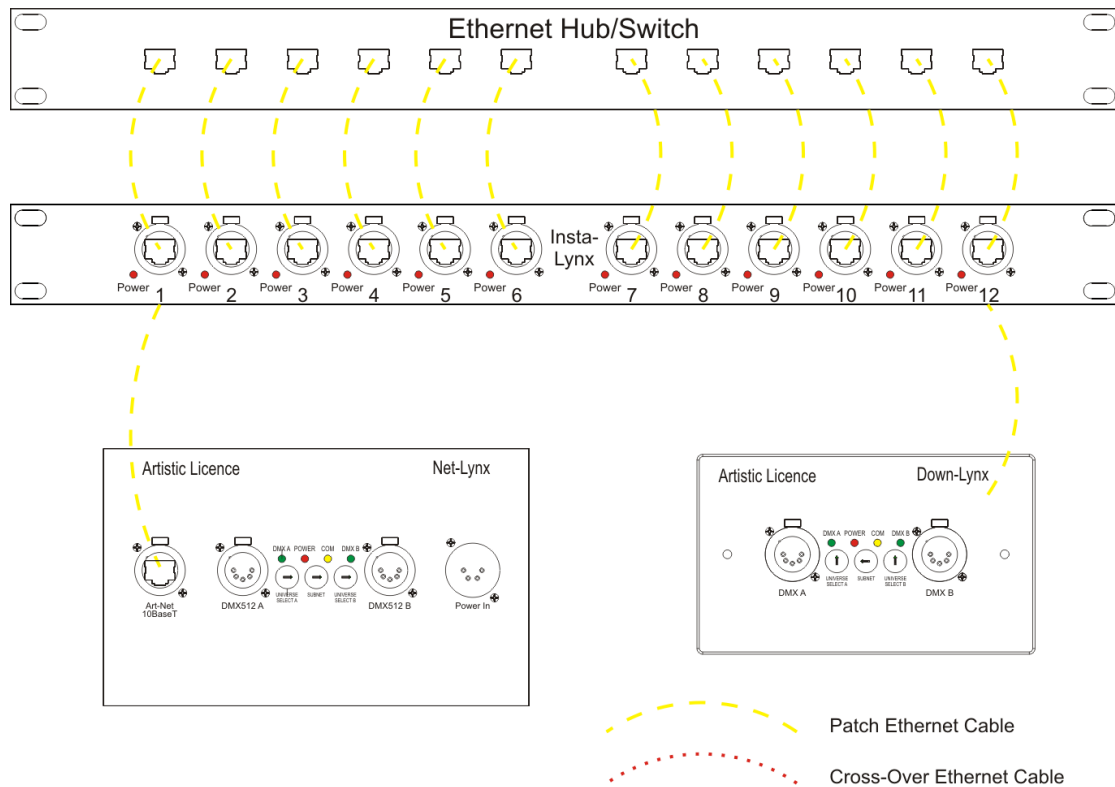 Ethernet Hub/Switch
Insta-
Lynx
Power 1 Power 2 Power 3 Power 4 Power 5 Power 6 Power 7 Power 8 Power 9 Power 10 Power 11 Power 12
Artistic Licence Net-Lynx
DMX A POWER COM DMX B
UNIVERSE
SELECT A
SUBNET
UNIVERSE
SELECT B
Art-Net
10BaseT
DMX512 A
DMX512 B
Power In
Artistic Licence Down-Lynx
DMX A POWER COM DMX B
UNIVERSE
SELECT A
SUBNET
UNIVERSE
SELECT B
DMX A
DMX B
Patch Ethernet Cable
Cross-Over Ethernet Cable